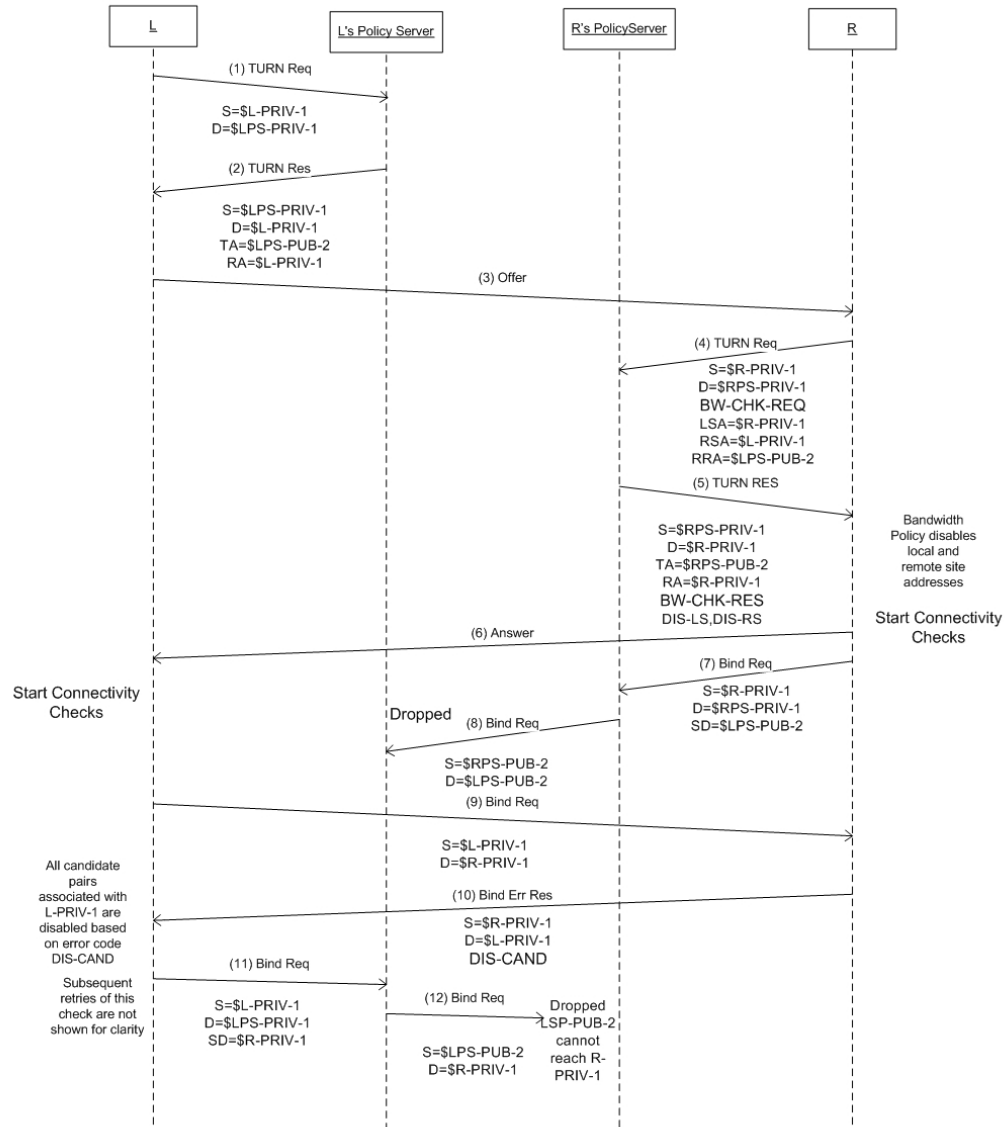 L
L's Policy Server
R's PolicyServer
R
(1) TURN Req
S=$L-PRIV-1
D=$LPS-PRIV-1
(2) TURN Res
S=$LPS-PRIV-1
D=$L-PRIV-1
TA=$LPS-PUB-2
RA=$L-PRIV-1
(3) Offer
(4) TURN Req
S=$R-PRIV-1
D=$RPS-PRIV-1
BW-CHK-REQ
LSA=$R-PRIV-1
RSA=$L-PRIV-1
RRA=$LPS-PUB-2
(5) TURN RES
S=$RPS-PRIV-1
D=$R-PRIV-1
TA=$RPS-PUB-2
RA=$R-PRIV-1
BW-CHK-RES
DIS-LS,DIS-RS
Bandwidth
Policy disables
local and
remote site
addresses
Start Connectivity
Checks
(6) Answer
Start Connectivity
Checks
(7) Bind Req
S=$R-PRIV-1
D=$RPS-PRIV-1
SD=$LPS-PUB-2
Dropped
(8) Bind Req
S=$RPS-PUB-2
D=$LPS-PUB-2
(9) Bind Req
S=$L-PRIV-1
D=$R-PRIV-1
All candidate
pairs
associated with
L-PRIV-1 are
disabled based
on error code
DIS-CAND
(10) Bind Err Res
S=$R-PRIV-1
D=$L-PRIV-1
DIS-CAND
(11) Bind Req
Subsequent
retries of this
check are not
shown for clarity
S=$L-PRIV-1
D=$LPS-PRIV-1
SD=$R-PRIV-1
(12) Bind Req
S=$LPS-PUB-2
D=$R-PRIV-1
Dropped
LSP-PUB-2
cannot
reach R-
PRIV-1